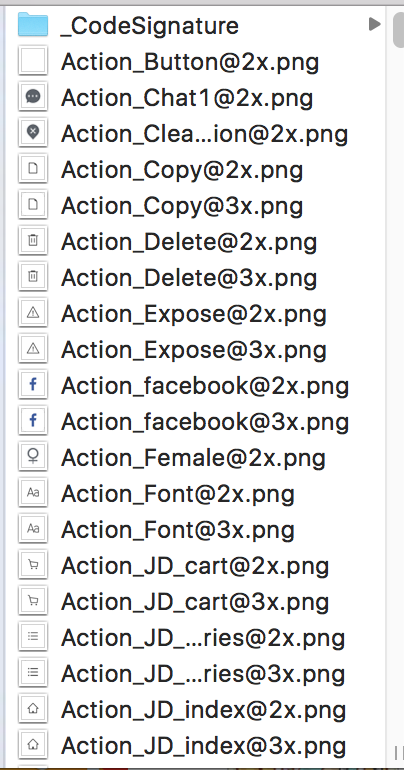 _CodeSignature
Action_Button@2x.png
Action_Chat1@2x.png
Action_Clea...ion@2x.png
Action_Copy@2x.png
Action_Copy@3x.png
Action_Delete@2x.png
Action_Delete@3x.png
Action_Expose@2x.png
Action_Expose@3x.png
Action_facebook@2x.png
Action_facebook@3x.png
Action_Female@2x.png
Action_Font@2x.png
Action_Font@3x.png
Action_JD_cart@2x.png
Action_JD_cart@3x.png
Action_JD_...ries@2x.png
Action_JD_...ries@3x.png
Action_JD_index@2x.png
Action_JD_index@3x.png